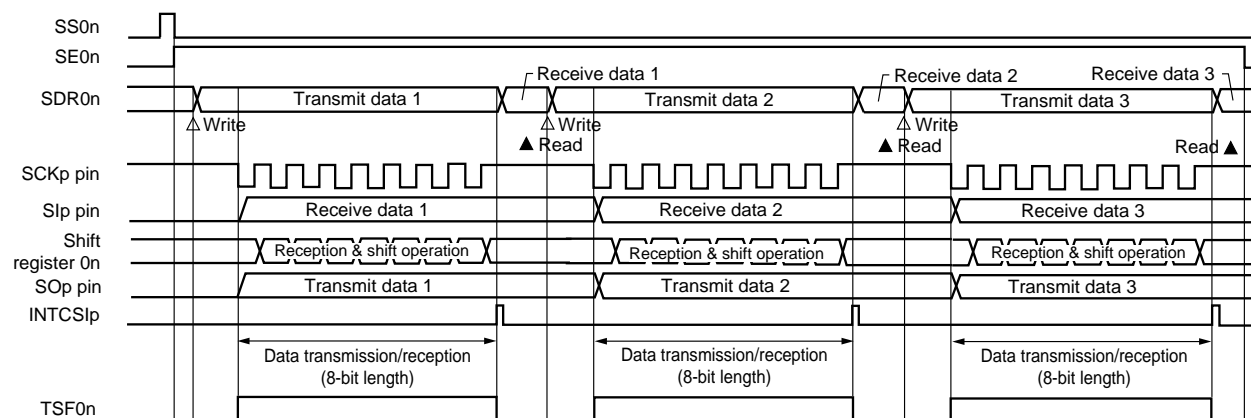 SS0n
SE0n
Receive data 1
Receive data 2
Receive data 3
SDR0n
Transmit data 1
Transmit data 2
Transmit data 3
Write
Write
Write
Read
Read
Read
SCKp pin
SIp pin
Receive data 1
Receive data 2
Receive data 3
Shift
register 0n
Reception & shift operation
Reception & shift operation
Reception & shift operation
SOp pin
Transmit data 1
Transmit data 2
Transmit data 3
INTCSIp
Data transmission/reception
(8-bit length)
Data transmission/reception
(8-bit length)
Data transmission/reception
(8-bit length)
TSF0n